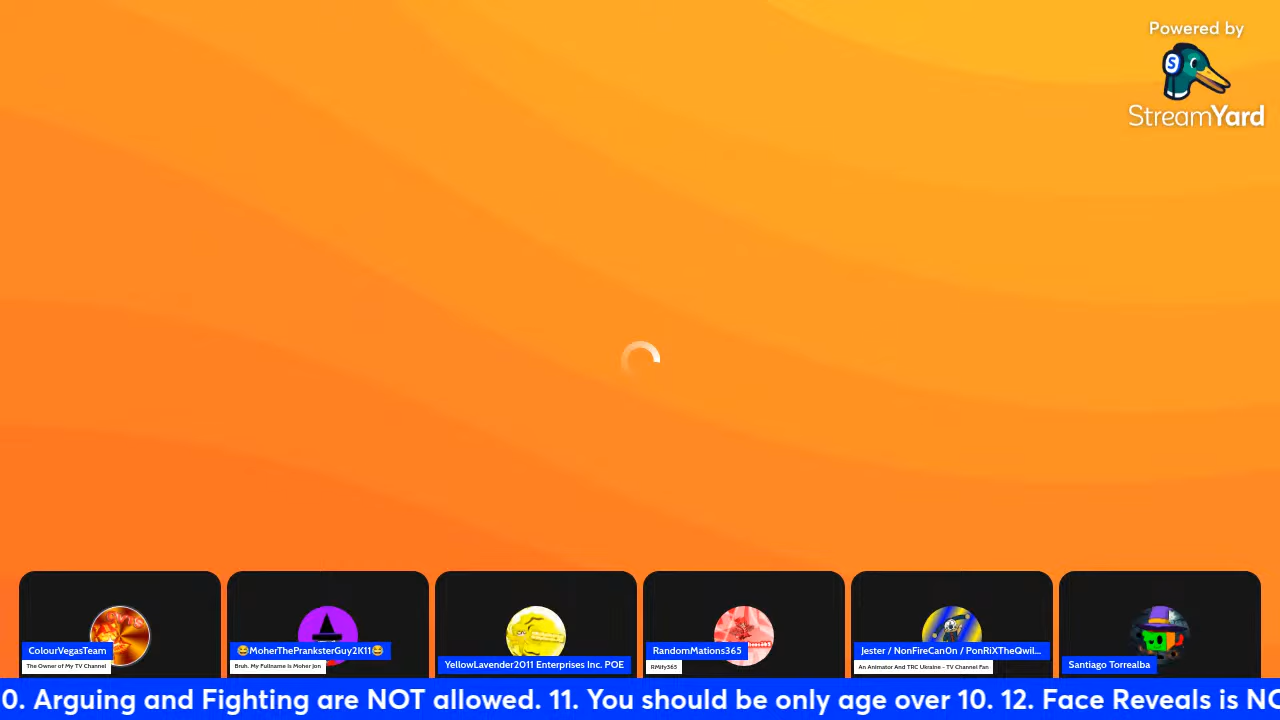 Powered by
StreamYard
ColourVegasTeam
The Owner of My TV Channel
😂MoherThePranksterGuy2K11😂
Bruh. My Fullname Is Moher Jon
YellowLavender2011 Enterprises Inc. POE
RandomMations365
RMify365
Jester / NonFireCanOn / PonRiXTheQwil...
An Animator And TRC Ukraine - TV Channel Fan
Santiago Torrealba
0. Arguing and Fighting are NOT allowed. 11. You should be only age over 10. 12. Face Reveals is NO